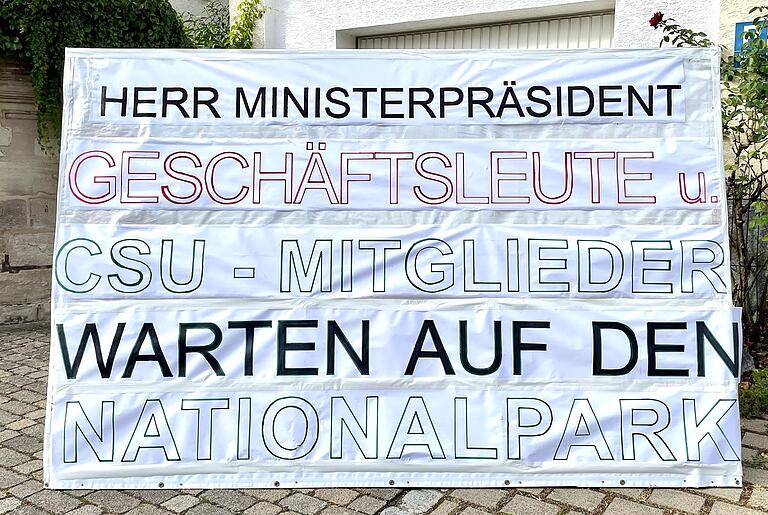 HERR MINISTERPRÄSIDENT
GESCHÄFTSLEUTE u.
CSU - MITGLIEDER
WARTEN AUF DEN
NATIONALPARK